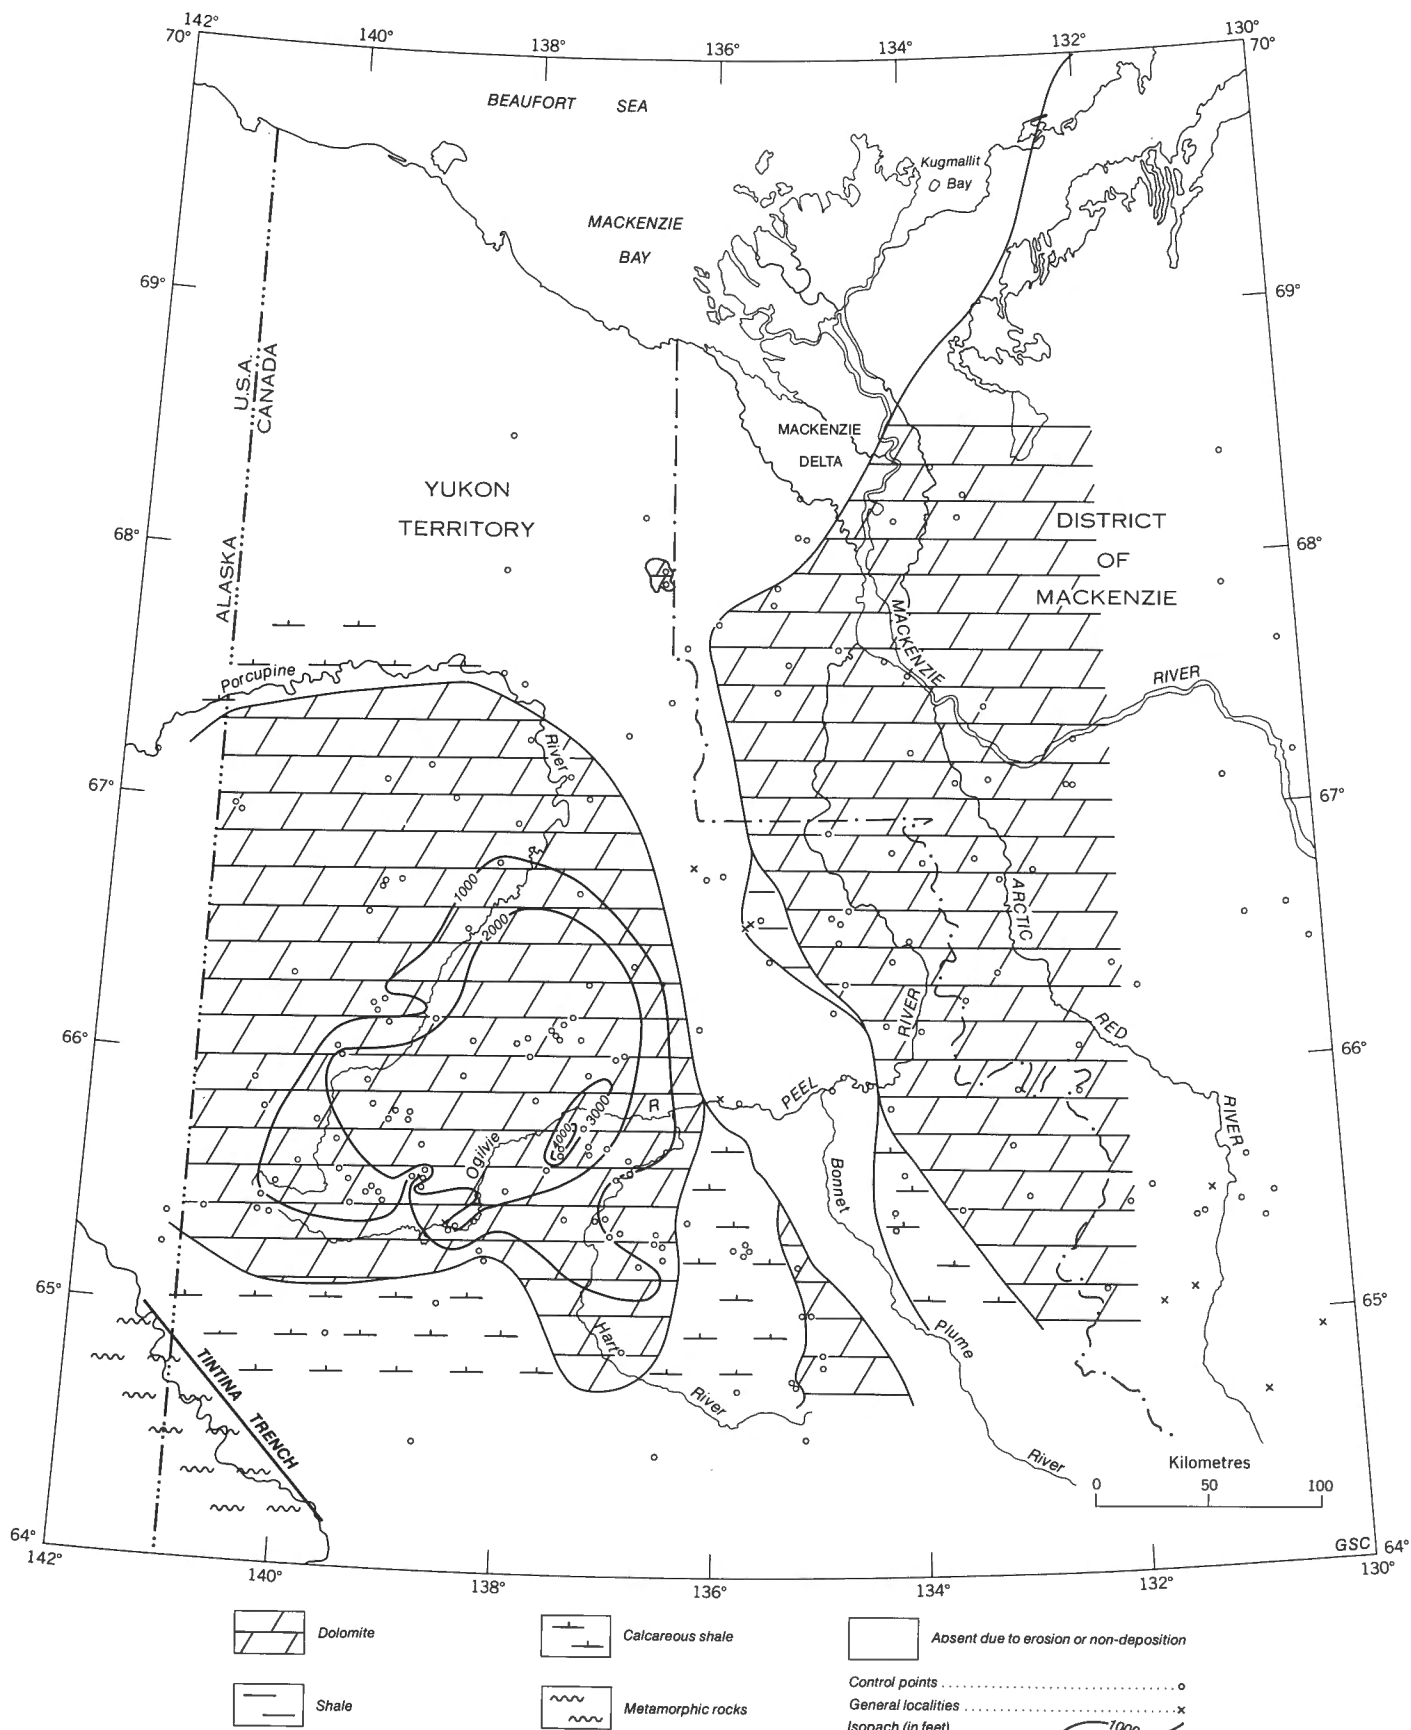 142°
70°
140°
138°
136°
134°
132°
130°
70°
BEAUFORT SEA
Kugmallit
Bay
MACKENZIE
BAY
69°
69°
U.S.A.
CANADA
MACKENZIE
DELTA
YUKON
TERRITORY
DISTRICT
OF
MACKENZIE
68°
68°
ALASKA
MACKENZIE
RIVER
Porcupine
River
67°
67°
1000
2000
ARCTIC
RED
RIVER
RIVER
66°
66°
PEEL
R
3000
4000
Ogilvie
Bonnet
Plume
River
65°
65°
Hart
River
TINTINA TRENCH
Kilometres
0 50 100
64°
142°
140°
138°
136°
134°
132°
GSC
64°
130°
Dolomite
Calcareous shale
Absent due to erosion or non-deposition
Shale
Metamorphic rocks
Control points
General localities
Isopach (in feet)
1000